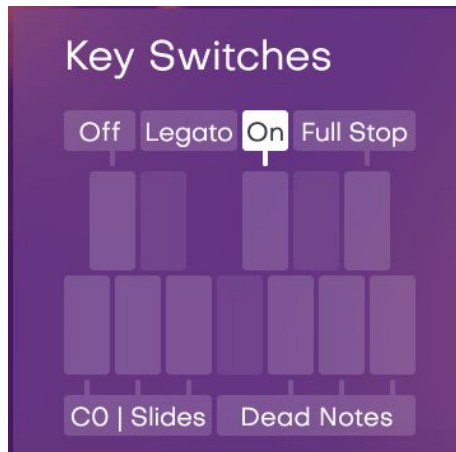 Key Switches
Off Legato On Full Stop
C0 | Slides Dead Notes